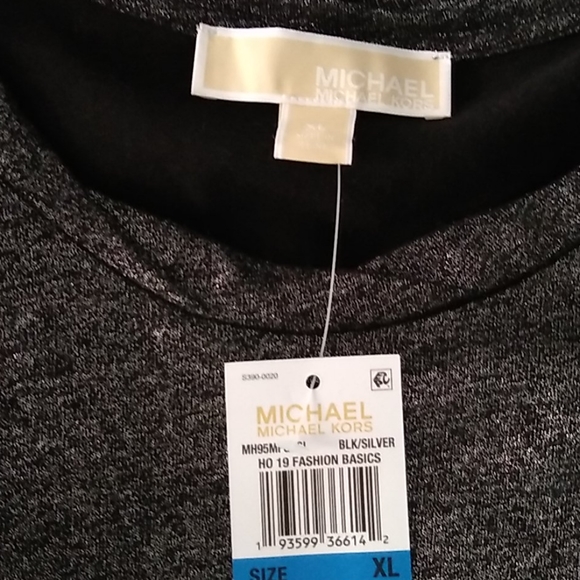 MICHAEL
MICHAEL KORS
S390-0020
MICHAEL
MICHAEL KORS
BLK/SILVER
HO 19 FASHION BASICS
1 93599 36614 2
SIZE XL